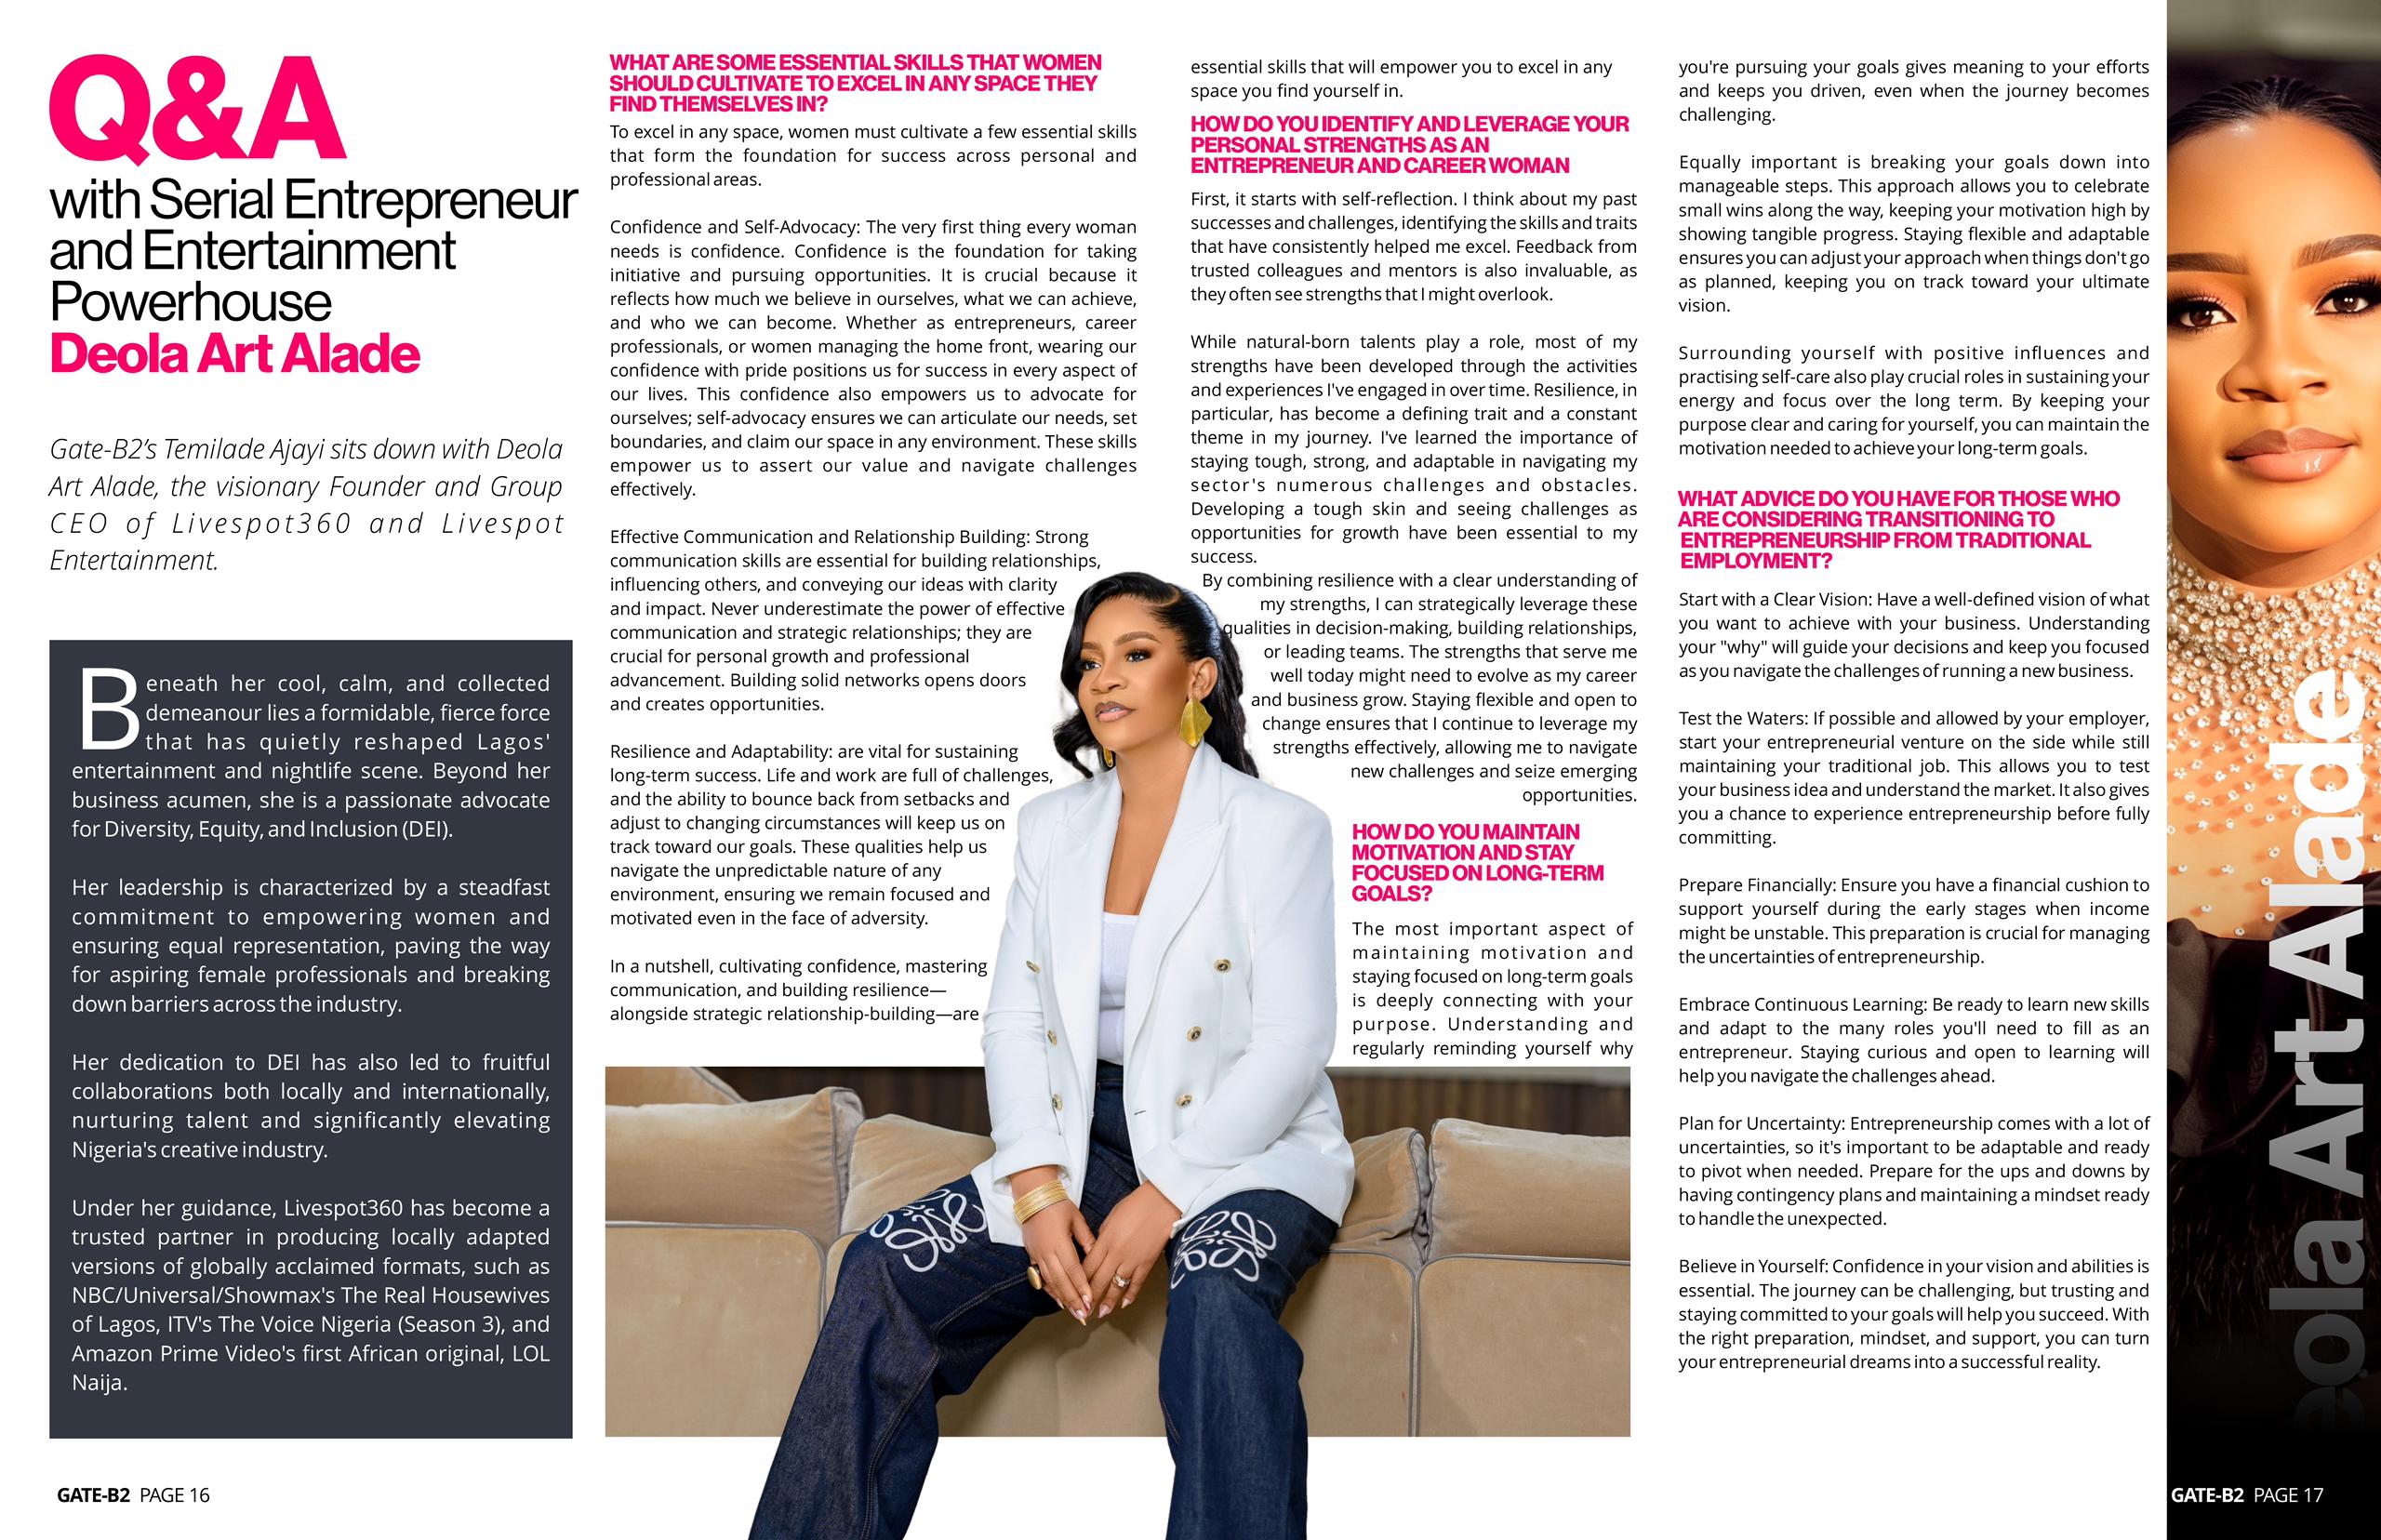 Q&A
with Serial Entrepreneur
and Entertainment
Powerhouse
Deola Art Alade
Gate-B2’s Temilade Ajayi sits down with Deola
Art Alade, the visionary Founder and Group
CEO of Livespot360 and Livespot
Entertainment.
Beneath her cool, calm, and collected
demeanour lies a formidable, fierce force
that has quietly reshaped Lagos'
entertainment and nightlife scene. Beyond her
business acumen, she is a passionate advocate
for Diversity, Equity, and Inclusion (DEI).
Her leadership is characterized by a steadfast
commitment to empowering women and
ensuring equal representation, paving the way
for aspiring female professionals and breaking
down barriers across the industry.
Her dedication to DEI has also led to fruitful
collaborations both locally and internationally,
nurturing talent and significantly elevating
Nigeria's creative industry.
Under her guidance, Livespot360 has become a
trusted partner in producing locally adapted
versions of globally acclaimed formats, such as
NBC/Universal/Showmax's The Real Housewives
of Lagos, ITV's The Voice Nigeria (Season 3), and
Amazon Prime Video's first African original, LOL
Naija.
GATE-B2 PAGE 16
WHAT ARE SOME ESSENTIAL SKILLS THAT WOMEN
SHOULD CULTIVATE TO EXCEL IN ANY SPACE THEY
FIND THEMSELVES IN?
To excel in any space, women must cultivate a few essential skills
that form the foundation for success across personal and
professional areas.
Confidence and Self-Advocacy: The very first thing every woman
needs is confidence. Confidence is the foundation for taking
initiative and pursuing opportunities. It is crucial because it
reflects how much we believe in ourselves, what we can achieve,
and who we can become. Whether as entrepreneurs, career
professionals, or women managing the home front, wearing our
confidence with pride positions us for success in every aspect of
our lives. This confidence also empowers us to advocate for
ourselves; self-advocacy ensures we can articulate our needs, set
boundaries, and claim our space in any environment. These skills
empower us to assert our value and navigate challenges
effectively.
Effective Communication and Relationship Building: Strong
communication skills are essential for building relationships,
influencing others, and conveying our ideas with clarity
and impact. Never underestimate the power of effective
communication and strategic relationships; they are
crucial for personal growth and professional
advancement. Building solid networks opens doors
and creates opportunities.
Resilience and Adaptability: are vital for sustaining
long-term success. Life and work are full of challenges,
and the ability to bounce back from setbacks and
adjust to changing circumstances will keep us on
track toward our goals. These qualities help us
navigate the unpredictable nature of any
environment, ensuring we remain focused and
motivated even in the face of adversity.
In a nutshell, cultivating confidence, mastering
communication, and building resilience—
alongside strategic relationship-building—are
essential skills that will empower you to excel in any
space you find yourself in.
HOW DO YOU IDENTIFY AND LEVERAGE YOUR
PERSONAL STRENGTHS AS AN
ENTREPRENEUR AND CAREER WOMAN
First, it starts with self-reflection. I think about my past
successes and challenges, identifying the skills and traits
that have consistently helped me excel. Feedback from
trusted colleagues and mentors is also invaluable, as
they often see strengths that I might overlook.
While natural-born talents play a role, most of my
strengths have been developed through the activities
and experiences I've engaged in over time. Resilience, in
particular, has become a defining trait and a constant
theme in my journey. I've learned the importance of
staying tough, strong, and adaptable in navigating my
sector's numerous challenges and obstacles.
Developing a tough skin and seeing challenges as
opportunities for growth have been essential to my
success.
By combining resilience with a clear understanding of
my strengths, I can strategically leverage these
qualities in decision-making, building relationships,
or leading teams. The strengths that serve me
well today might need to evolve as my career
and business grow. Staying flexible and open to
change ensures that I continue to leverage my
strengths effectively, allowing me to navigate
new challenges and seize emerging
opportunities.
HOW DO YOU MAINTAIN
MOTIVATION AND STAY
FOCUSED ON LONG-TERM
GOALS?
The most important aspect of
maintaining motivation and
staying focused on long-term goals
is deeply connecting with your
purpose. Understanding and
regularly reminding yourself why
you're pursuing your goals gives meaning to your efforts
and keeps you driven, even when the journey becomes
challenging.
Equally important is breaking your goals down into
manageable steps. This approach allows you to celebrate
small wins along the way, keeping your motivation high by
showing tangible progress. Staying flexible and adaptable
ensures you can adjust your approach when things don't go
as planned, keeping you on track toward your ultimate
vision.
Surrounding yourself with positive influences and
practising self-care also play crucial roles in sustaining your
energy and focus over the long term. By keeping your
purpose clear and caring for yourself, you can maintain the
motivation needed to achieve your long-term goals.
WHAT ADVICE DO YOU HAVE FOR THOSE WHO
ARE CONSIDERING TRANSITIONING TO
ENTREPRENEURSHIP FROM TRADITIONAL
EMPLOYMENT?
Start with a Clear Vision: Have a well-defined vision of what
you want to achieve with your business. Understanding
your "why" will guide your decisions and keep you focused
as you navigate the challenges of running a new business.
Test the Waters: If possible and allowed by your employer,
start your entrepreneurial venture on the side while still
maintaining your traditional job. This allows you to test
your business idea and understand the market. It also gives
you a chance to experience entrepreneurship before fully
committing.
Prepare Financially: Ensure you have a financial cushion to
support yourself during the early stages when income
might be unstable. This preparation is crucial for managing
the uncertainties of entrepreneurship.
Embrace Continuous Learning: Be ready to learn new skills
and adapt to the many roles you'll need to fill as an
entrepreneur. Staying curious and open to learning will
help you navigate the challenges ahead.
Plan for Uncertainty: Entrepreneurship comes with a lot of
uncertainties, so it's important to be adaptable and ready
to pivot when needed. Prepare for the ups and downs by
having contingency plans and maintaining a mindset ready
to handle the unexpected.
Believe in Yourself: Confidence in your vision and abilities is
essential. The journey can be challenging, but trusting and
staying committed to your goals will help you succeed. With
the right preparation, mindset, and support, you can turn
your entrepreneurial dreams into a successful reality.
eola Art Alade
GATE-B2 PAGE 17